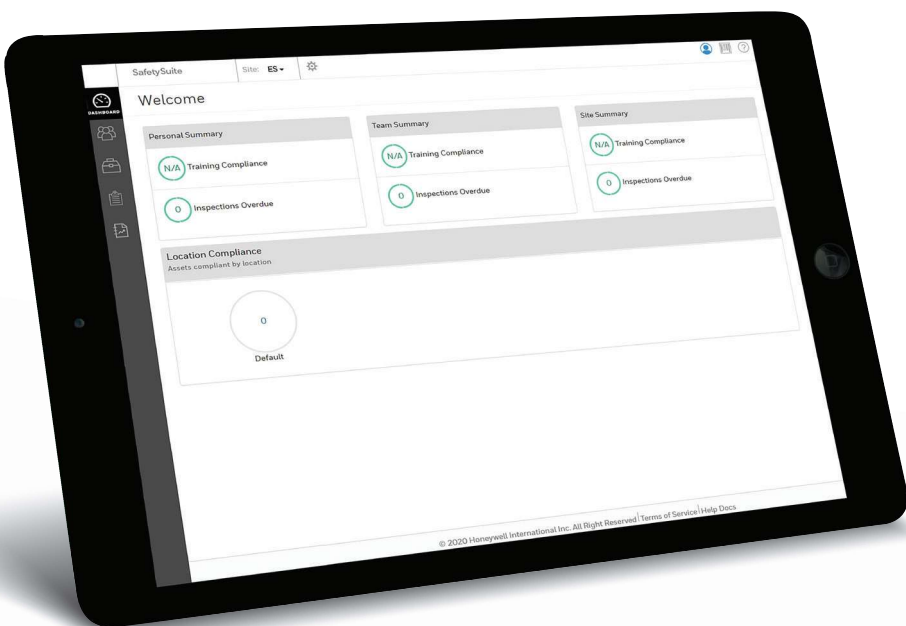 SafetySuite
Site: ES
DASHBOARD
Welcome
Personal Summary
N/A Training Compliance
0 Inspections Overdue
Team Summary
N/A Training Compliance
0 Inspections Overdue
Site Summary
N/A Training Compliance
0 Inspections Overdue
Location Compliance
Assets compliant by location
0
Default
© 2020 Honeywell International Inc. All Right Reserved | Terms of Service | Help Docs